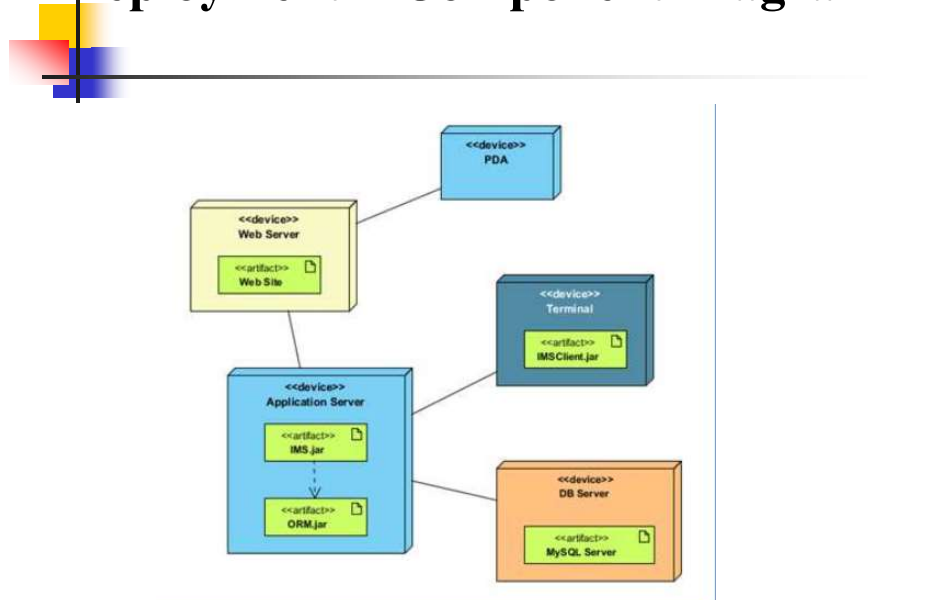 <<device>>
PDA
<<device>>
Web Server
<<artifact>>
Web Site
<<device>>
Terminal
<<artifact>>
IMSClient.jar
<<device>>
Application Server
<<artifact>>
IMS.jar
<<artifact>>
ORM.jar
<<device>>
DB Server
<<artifact>>
MySQL Server